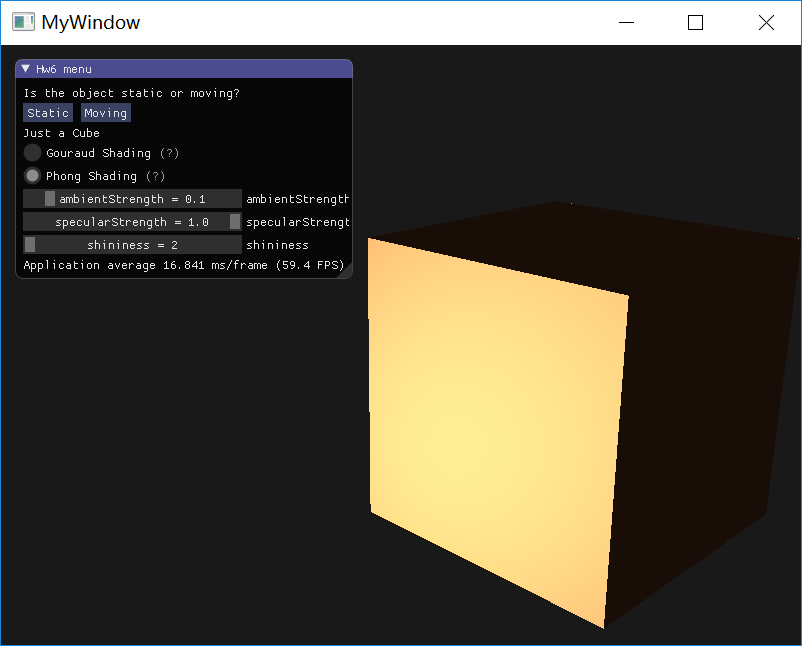 MyWindow
Hw6 menu
Is the object static or moving?
Static Moving
Just a Cube
Gouraud Shading (?)
Phong Shading (?)
ambientStrength = 0.1 ambientStrength
specularStrength = 1.0 specularStrengt
shininess = 2 shininess
Application average 16.841 ms/frame (59.4 FPS)